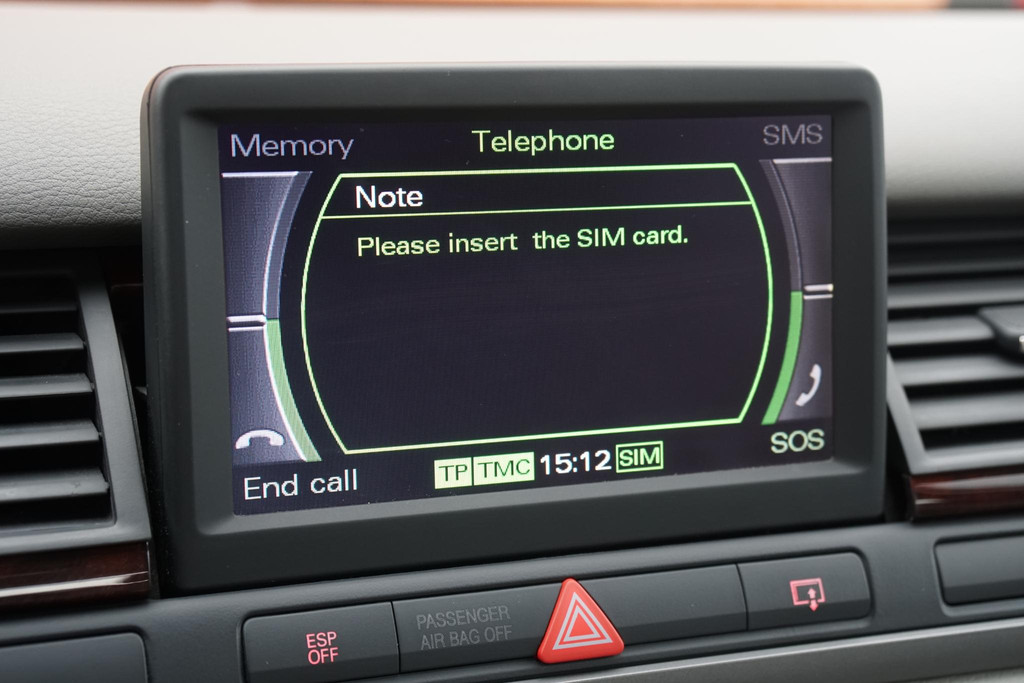 Memory
Telephone
SMS
Note
Please insert the SIM card.
End call
TP TMC 15:12 SIM
SOS
ESP
OFF
PASSENGER
AIR BAG OFF